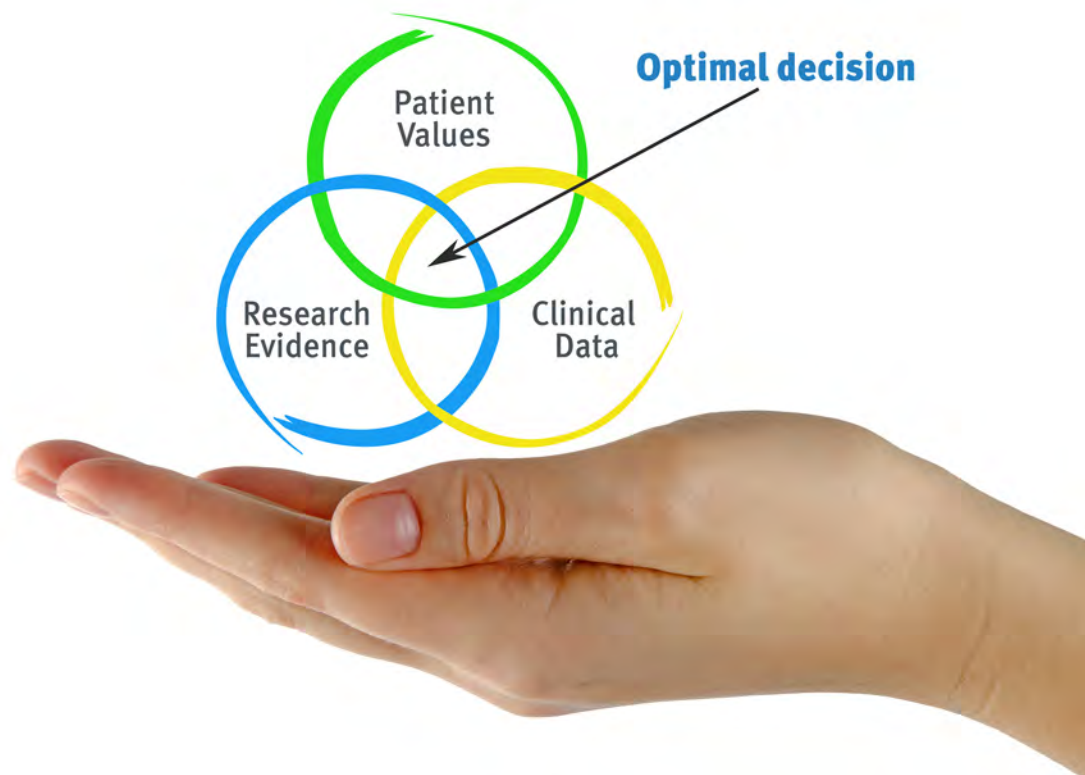 Optimal decision
Patient
Values
Research
Evidence
Clinical
Data